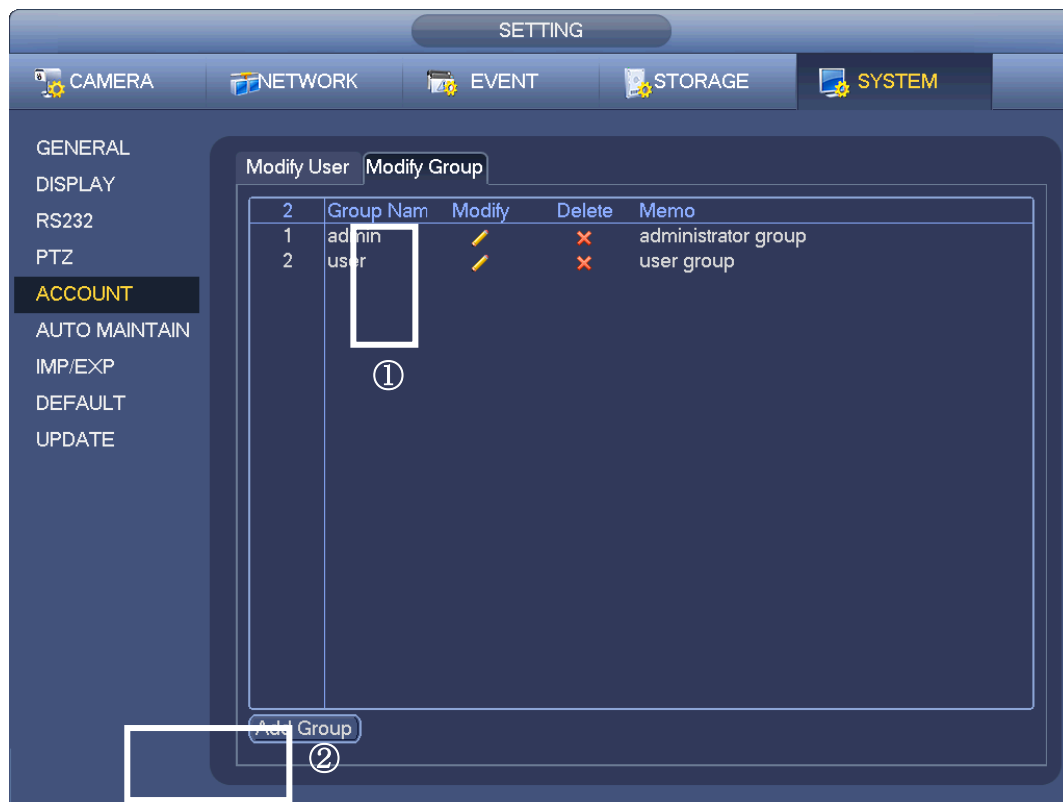 SETTING
CAMERA NETWORK EVENT STORAGE SYSTEM
GENERAL
DISPLAY
RS232
PTZ
ACCOUNT
AUTO MAINTAIN
IMP/EXP
DEFAULT
UPDATE
Modify User Modify Group
2 Group Nam Modify Delete Memo
1 admin administrator group
2 user user group
①
Add Group
②